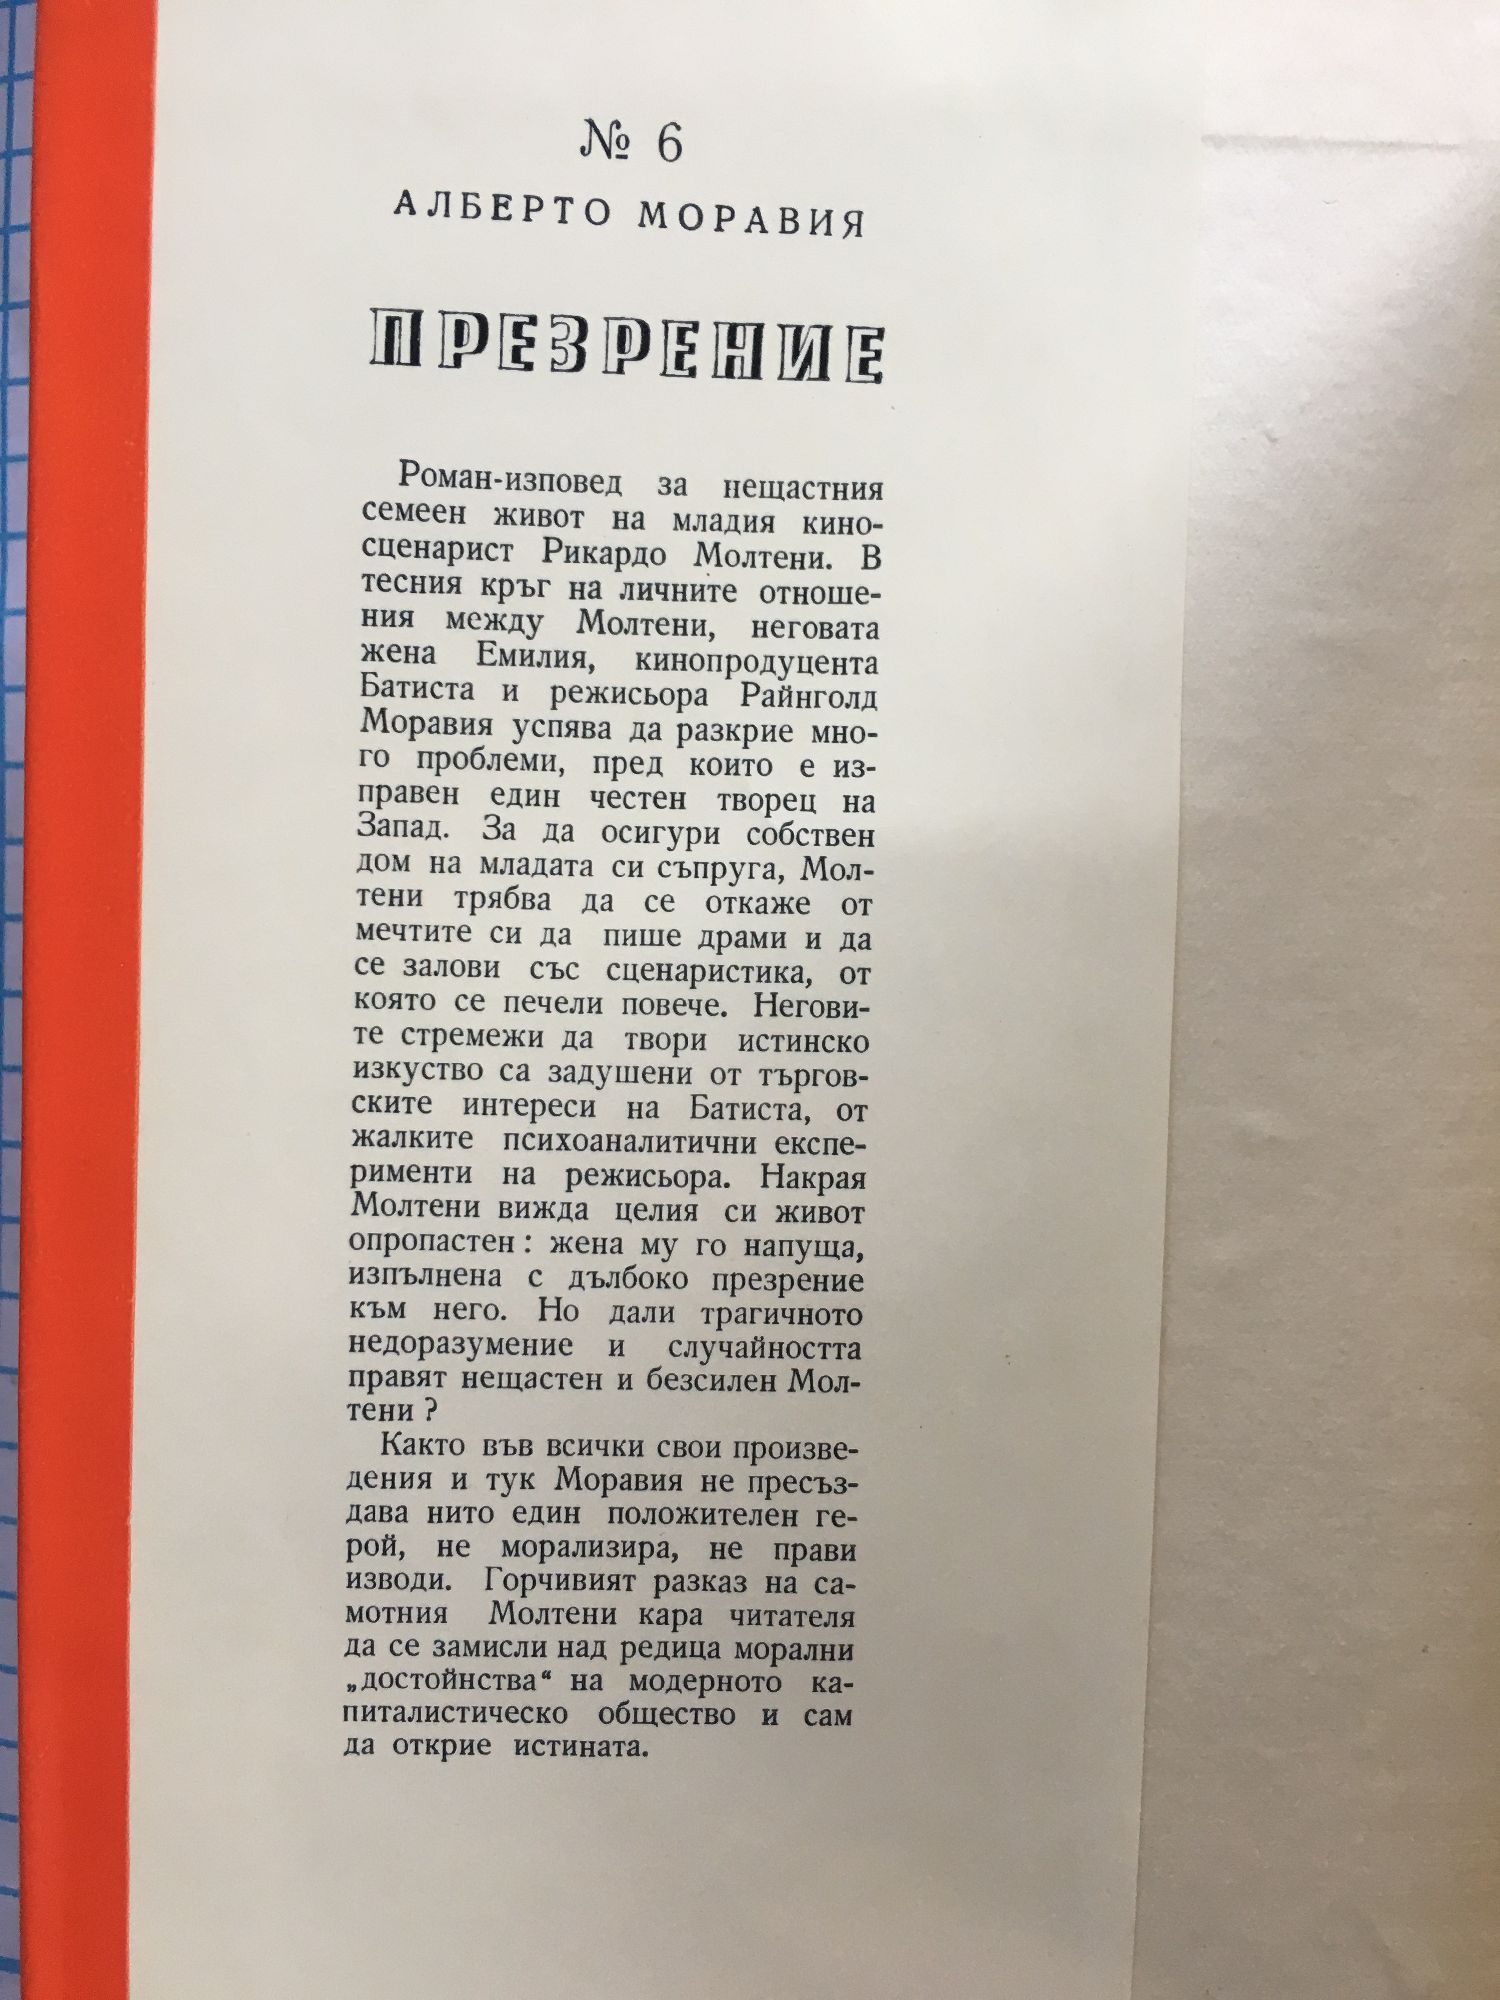 № 6
АЛБЕРТО МОРАВИЯ
ПРЕЗРЕНИЕ
Роман-изповед за нещастния
семеен живот на младия кино-
сценарист Рикардо Молтени. В
тесния кръг на личните отноше-
ния между Молтени, неговата
жена Емилия, кинопродуцента
Батиста и режисьора Райнголд
Моравия успява да разкрие мно-
го проблеми, пред които е из-
правен един честен творец на
Запад. За да осигури собствен
дом на младата си съпруга, Мол-
тени трябва да се откаже от
мечтите си да пише драми и да
се залови със сценаристика, от
която се печели повече. Негови-
те стремежи да твори истинско
изкуство са задушени от търгов-
ските интереси на Батиста, от
жалките психоаналитични експе-
рименти на режисьора. Накрая
Молтени вижда целия си живот
опропастен: жена му го напуща,
изпълнена с дълбоко презрение
към него. Но дали трагичното
недоразумение и случайността
правят нещастен и безсилен Мол-
тени ?
Както във всички свои произве-
дения и тук Моравия не пресъз-
дава нито един положителен ге-
рой, не морализира, не прави
изводи. Горчивият разказ на са-
мотния Молтени кара читателя
да се замисли над редица морални
„достойнства“ на модерното ка-
питалистическо общество и сам
да открие истината.